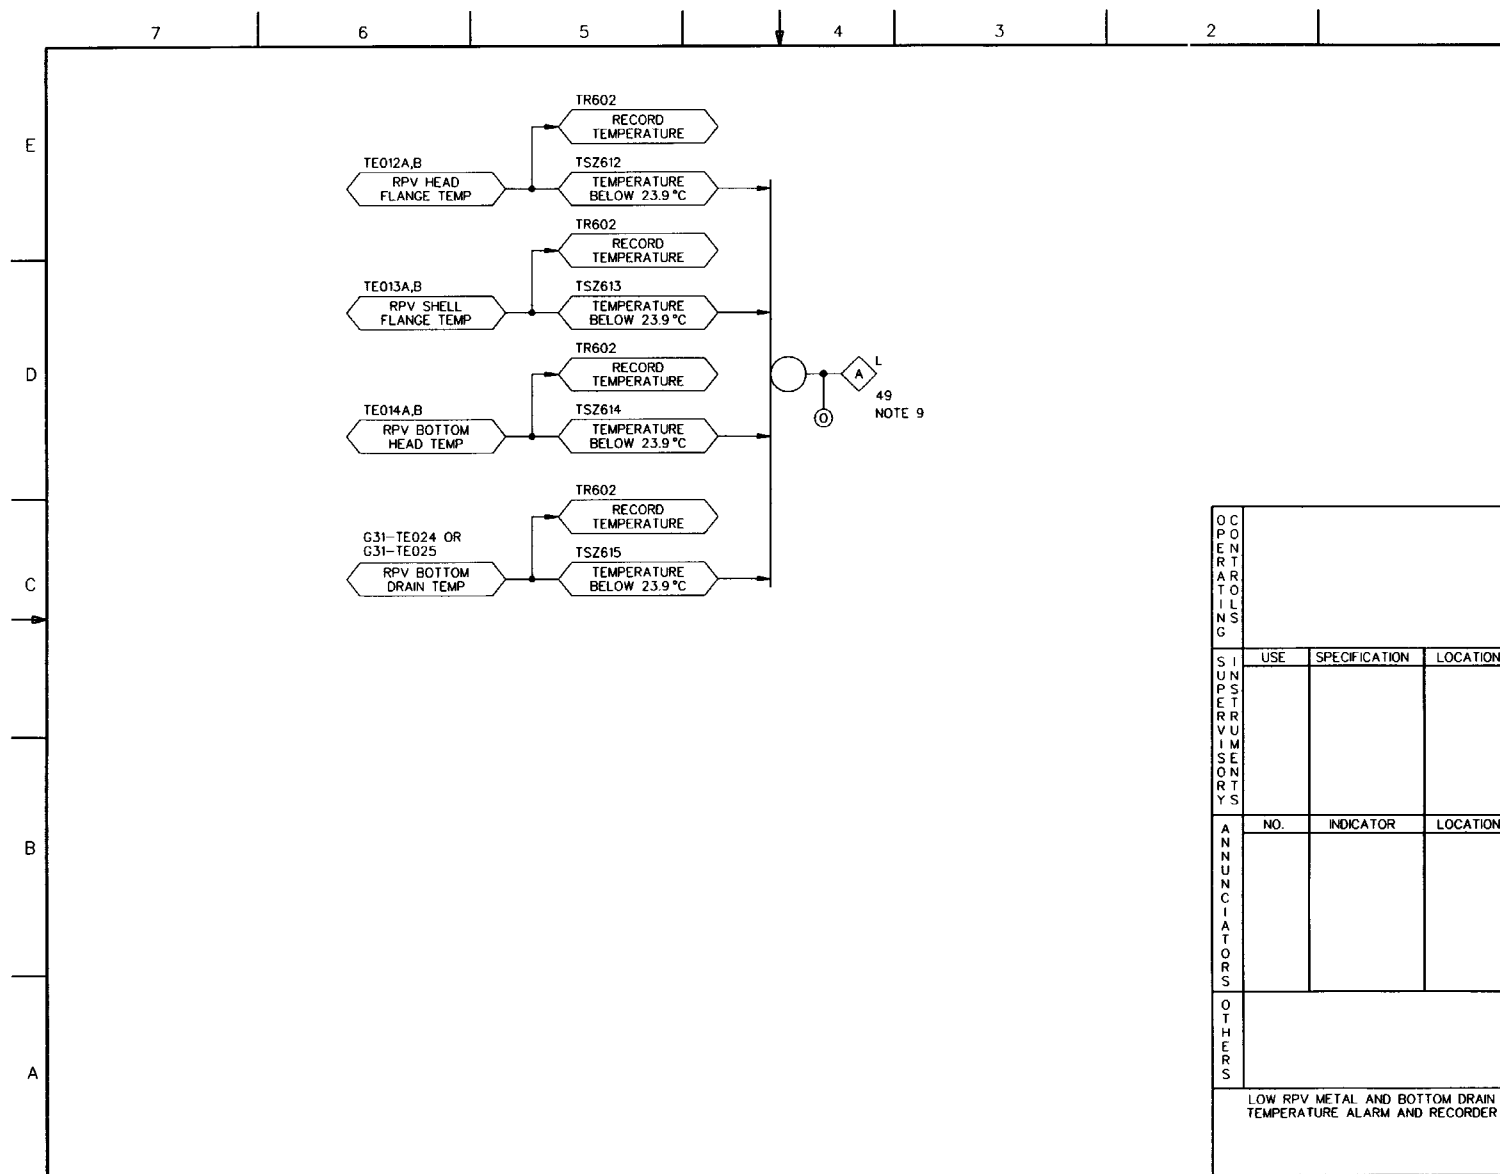 7 6 5 4 3 2
E
D
C
B
A
TR602
RECORD
TEMPERATURE
TE012A,B
RPV HEAD
FLANGE TEMP
TSZ612
TEMPERATURE
BELOW 23.9°C
TR602
RECORD
TEMPERATURE
TE013A,B
RPV SHELL
FLANGE TEMP
TSZ613
TEMPERATURE
BELOW 23.9°C
TR602
RECORD
TEMPERATURE
TE014A,B
RPV BOTTOM
HEAD TEMP
TSZ614
TEMPERATURE
BELOW 23.9°C
A
L
49
NOTE 9
O
TR602
RECORD
TEMPERATURE
G31-TE024 OR
G31-TE025
RPV BOTTOM
DRAIN TEMP
TSZ615
TEMPERATURE
BELOW 23.9°C
OPERATING
CONTROLS
SUPERVISORY
INSTRUMENTS
USE SPECIFICATION LOCATION
ANNUNCIATORS
NO. INDICATOR LOCATION
OTHERS
LOW RPV METAL AND BOTTOM DRAIN
TEMPERATURE ALARM AND RECORDER